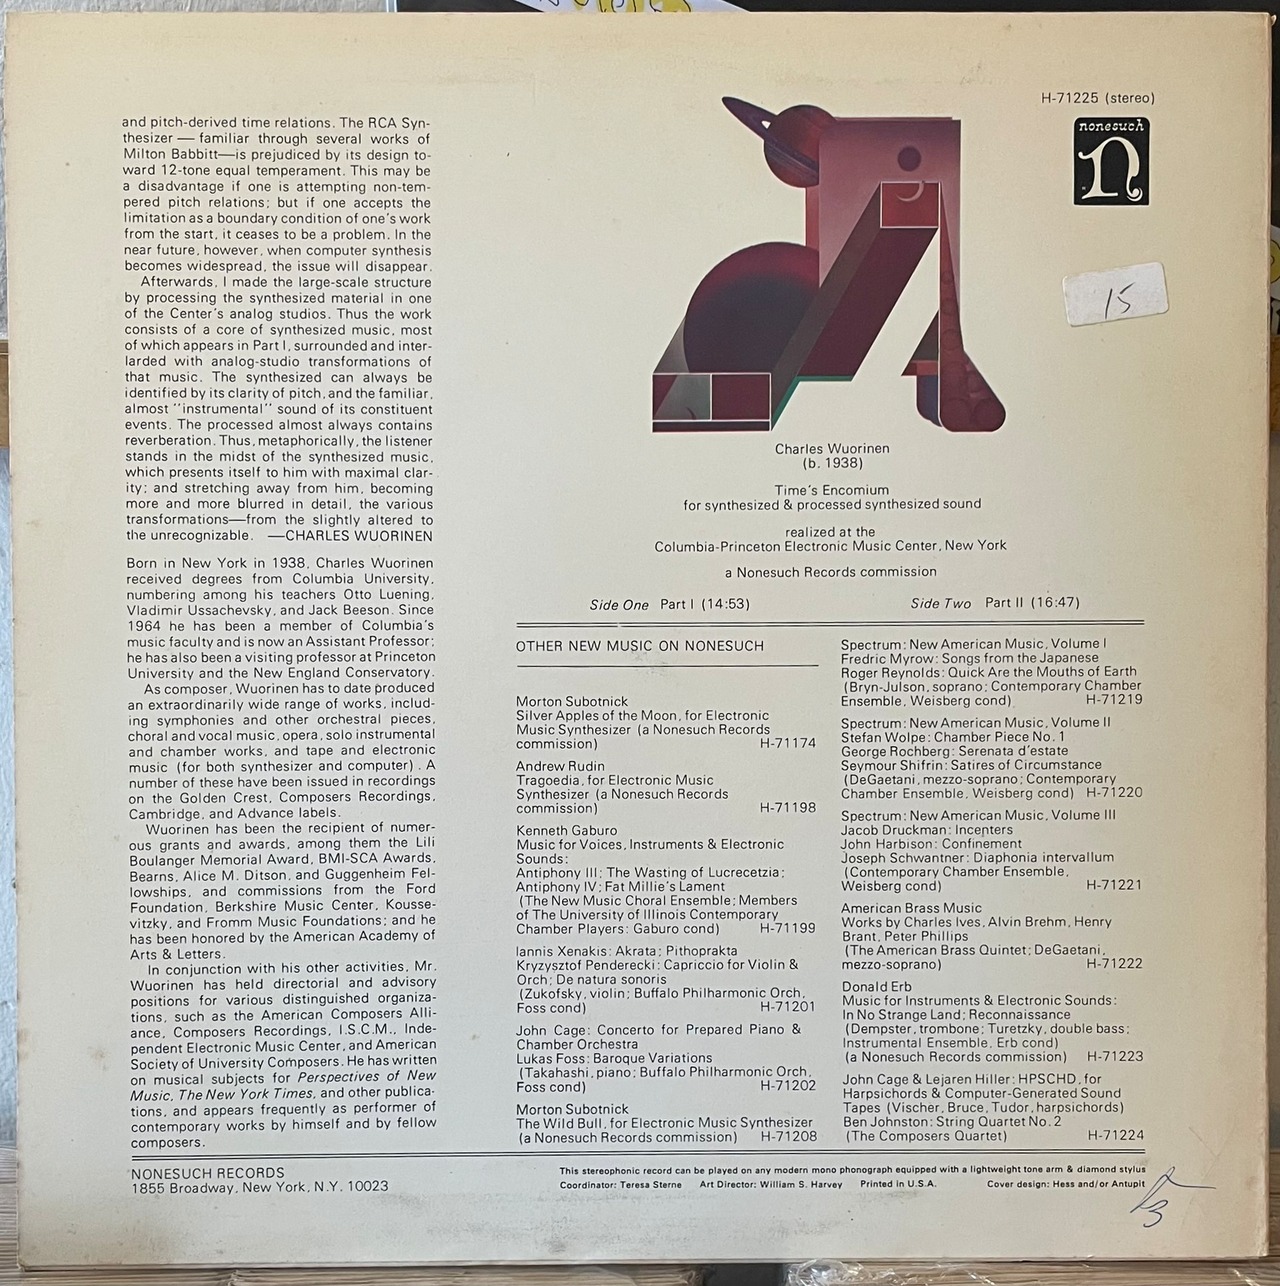 and pitch-derived time relations. The RCA Syn-
thesizer — familiar through several works of
Milton Babbitt—is prejudiced by its design to-
ward 12-tone equal temperament. This may be
a disadvantage if one is attempting non-tem-
pered pitch relations; but if one accepts the
limitation as a boundary condition of one's work
from the start, it ceases to be a problem. In the
near future, however, when computer synthesis
becomes widespread, the issue will disappear.
Afterwards, I made the large-scale structure
by processing the synthesized material in one
of the Center's analog studios. Thus the work
consists of a core of synthesized music, most
of which appears in Part I, surrounded and inter-
larded with analog-studio transformations of
that music. The synthesized can always be
identified by its clarity of pitch, and the familiar,
almost "instrumental" sound of its constituent
events. The processed almost always contains
reverberation. Thus, metaphorically, the listener
stands in the midst of the synthesized music,
which presents itself to him with maximal clar-
ity; and stretching away from him, becoming
more and more blurred in detail, the various
transformations—from the slightly altered to
the unrecognizable. —CHARLES WUORINEN
Born in New York in 1938, Charles Wuorinen
received degrees from Columbia University,
numbering among his teachers Otto Luening,
Vladimir Ussachevsky, and Jack Beeson. Since
1964 he has been a member of Columbia's
music faculty and is now an Assistant Professor;
he has also been a visiting professor at Princeton
University and the New England Conservatory.
As composer, Wuorinen has to date produced
an extraordinarily wide range of works, includ-
ing symphonies and other orchestral pieces,
choral and vocal music, opera, solo instrumental
and chamber works, and tape and electronic
music (for both synthesizer and computer). A
number of these have been issued in recordings
on the Golden Crest, Composers Recordings,
Cambridge, and Advance labels.
Wuorinen has been the recipient of numer-
ous grants and awards, among them the Lili
Boulanger Memorial Award, BMI-SCA Awards,
Bearns, Alice M. Ditson, and Guggenheim Fel-
lowships, and commissions from the Ford
Foundation, Berkshire Music Center, Kousse-
vitzky, and Fromm Music Foundations; and he
has been honored by the American Academy of
Arts & Letters.
In conjunction with his other activities, Mr.
Wuorinen has held directorial and advisory
positions for various distinguished organiza-
tions, such as the American Composers Alli-
ance, Composers Recordings, I.S.C.M., Inde-
pendent Electronic Music Center, and American
Society of University Composers. He has written
on musical subjects for Perspectives of New
Music, The New York Times, and other publica-
tions, and appears frequently as performer of
contemporary works by himself and by fellow
composers.
H-71225 (stereo)
nonesuch
n
15
Charles Wuorinen
(b. 1938)
Time's Encomium
for synthesized & processed synthesized sound
realized at the
Columbia-Princeton Electronic Music Center, New York
a Nonesuch Records commission
Side One Part I (14:53)
Side Two Part II (16:47)
OTHER NEW MUSIC ON NONESUCH
Morton Subotnick
Silver Apples of the Moon, for Electronic
Music Synthesizer (a Nonesuch Records
commission) H-71174
Andrew Rudin
Tragoedia, for Electronic Music
Synthesizer (a Nonesuch Records
commission) H-71198
Kenneth Gaburo
Music for Voices, Instruments & Electronic
Sounds:
Antiphony III; The Wasting of Lucrecetzia;
Antiphony IV; Fat Millie's Lament
(The New Music Choral Ensemble; Members
of The University of Illinois Contemporary
Chamber Players: Gaburo cond) H-71199
Iannis Xenakis: Akrata; Pithoprakta
Kryzysztof Penderecki: Capriccio for Violin &
Orch; De natura sonoris
(Zukofsky, violin; Buffalo Philharmonic Orch,
Foss cond) H-71201
John Cage: Concerto for Prepared Piano &
Chamber Orchestra
Lukas Foss: Baroque Variations
(Takahashi, piano; Buffalo Philharmonic Orch,
Foss cond) H-71202
Morton Subotnick
The Wild Bull, for Electronic Music Synthesizer
(a Nonesuch Records commission) H-71208
Spectrum: New American Music, Volume I
Fredric Myrow: Songs from the Japanese
Roger Reynolds: Quick Are the Mouths of Earth
(Bryn-Julson, soprano; Contemporary Chamber
Ensemble, Weisberg cond) H-71219
Spectrum: New American Music, Volume II
Stefan Wolpe: Chamber Piece No. 1
George Rochberg: Serenata d'estate
Seymour Shifrin: Satires of Circumstance
(DeGaetani, mezzo-soprano; Contemporary
Chamber Ensemble, Weisberg cond) H-71220
Spectrum: New American Music, Volume III
Jacob Druckman: Incenters
John Harbison: Confinement
Joseph Schwantner: Diaphonia intervallum
(Contemporary Chamber Ensemble,
Weisberg cond) H-71221
American Brass Music
Works by Charles Ives, Alvin Brehm, Henry
Brant, Peter Phillips
(The American Brass Quintet; DeGaetani,
mezzo-soprano) H-71222
Donald Erb
Music for Instruments & Electronic Sounds:
In No Strange Land; Reconnaissance
(Dempster, trombone; Turetzky, double bass;
Instrumental Ensemble, Erb cond)
(a Nonesuch Records commission) H-71223
John Cage & Lejaren Hiller: HPSCHD, for
Harpsichords & Computer-Generated Sound
Tapes (Vischer, Bruce, Tudor, harpsichords)
Ben Johnston: String Quartet No. 2
(The Composers Quartet) H-71224
NONESUCH RECORDS
1855 Broadway, New York, N.Y. 10023
This stereophonic record can be played on any modern mono phonograph equipped with a lightweight tone arm & diamond stylus
Coordinator: Teresa Sterne Art Director: William S. Harvey Printed in U.S.A. Cover design: Hess and/or Antupit